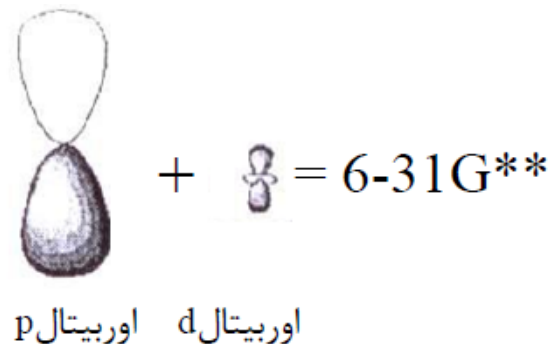 + = 6-31G**
اوربیتال p اوربیتال d